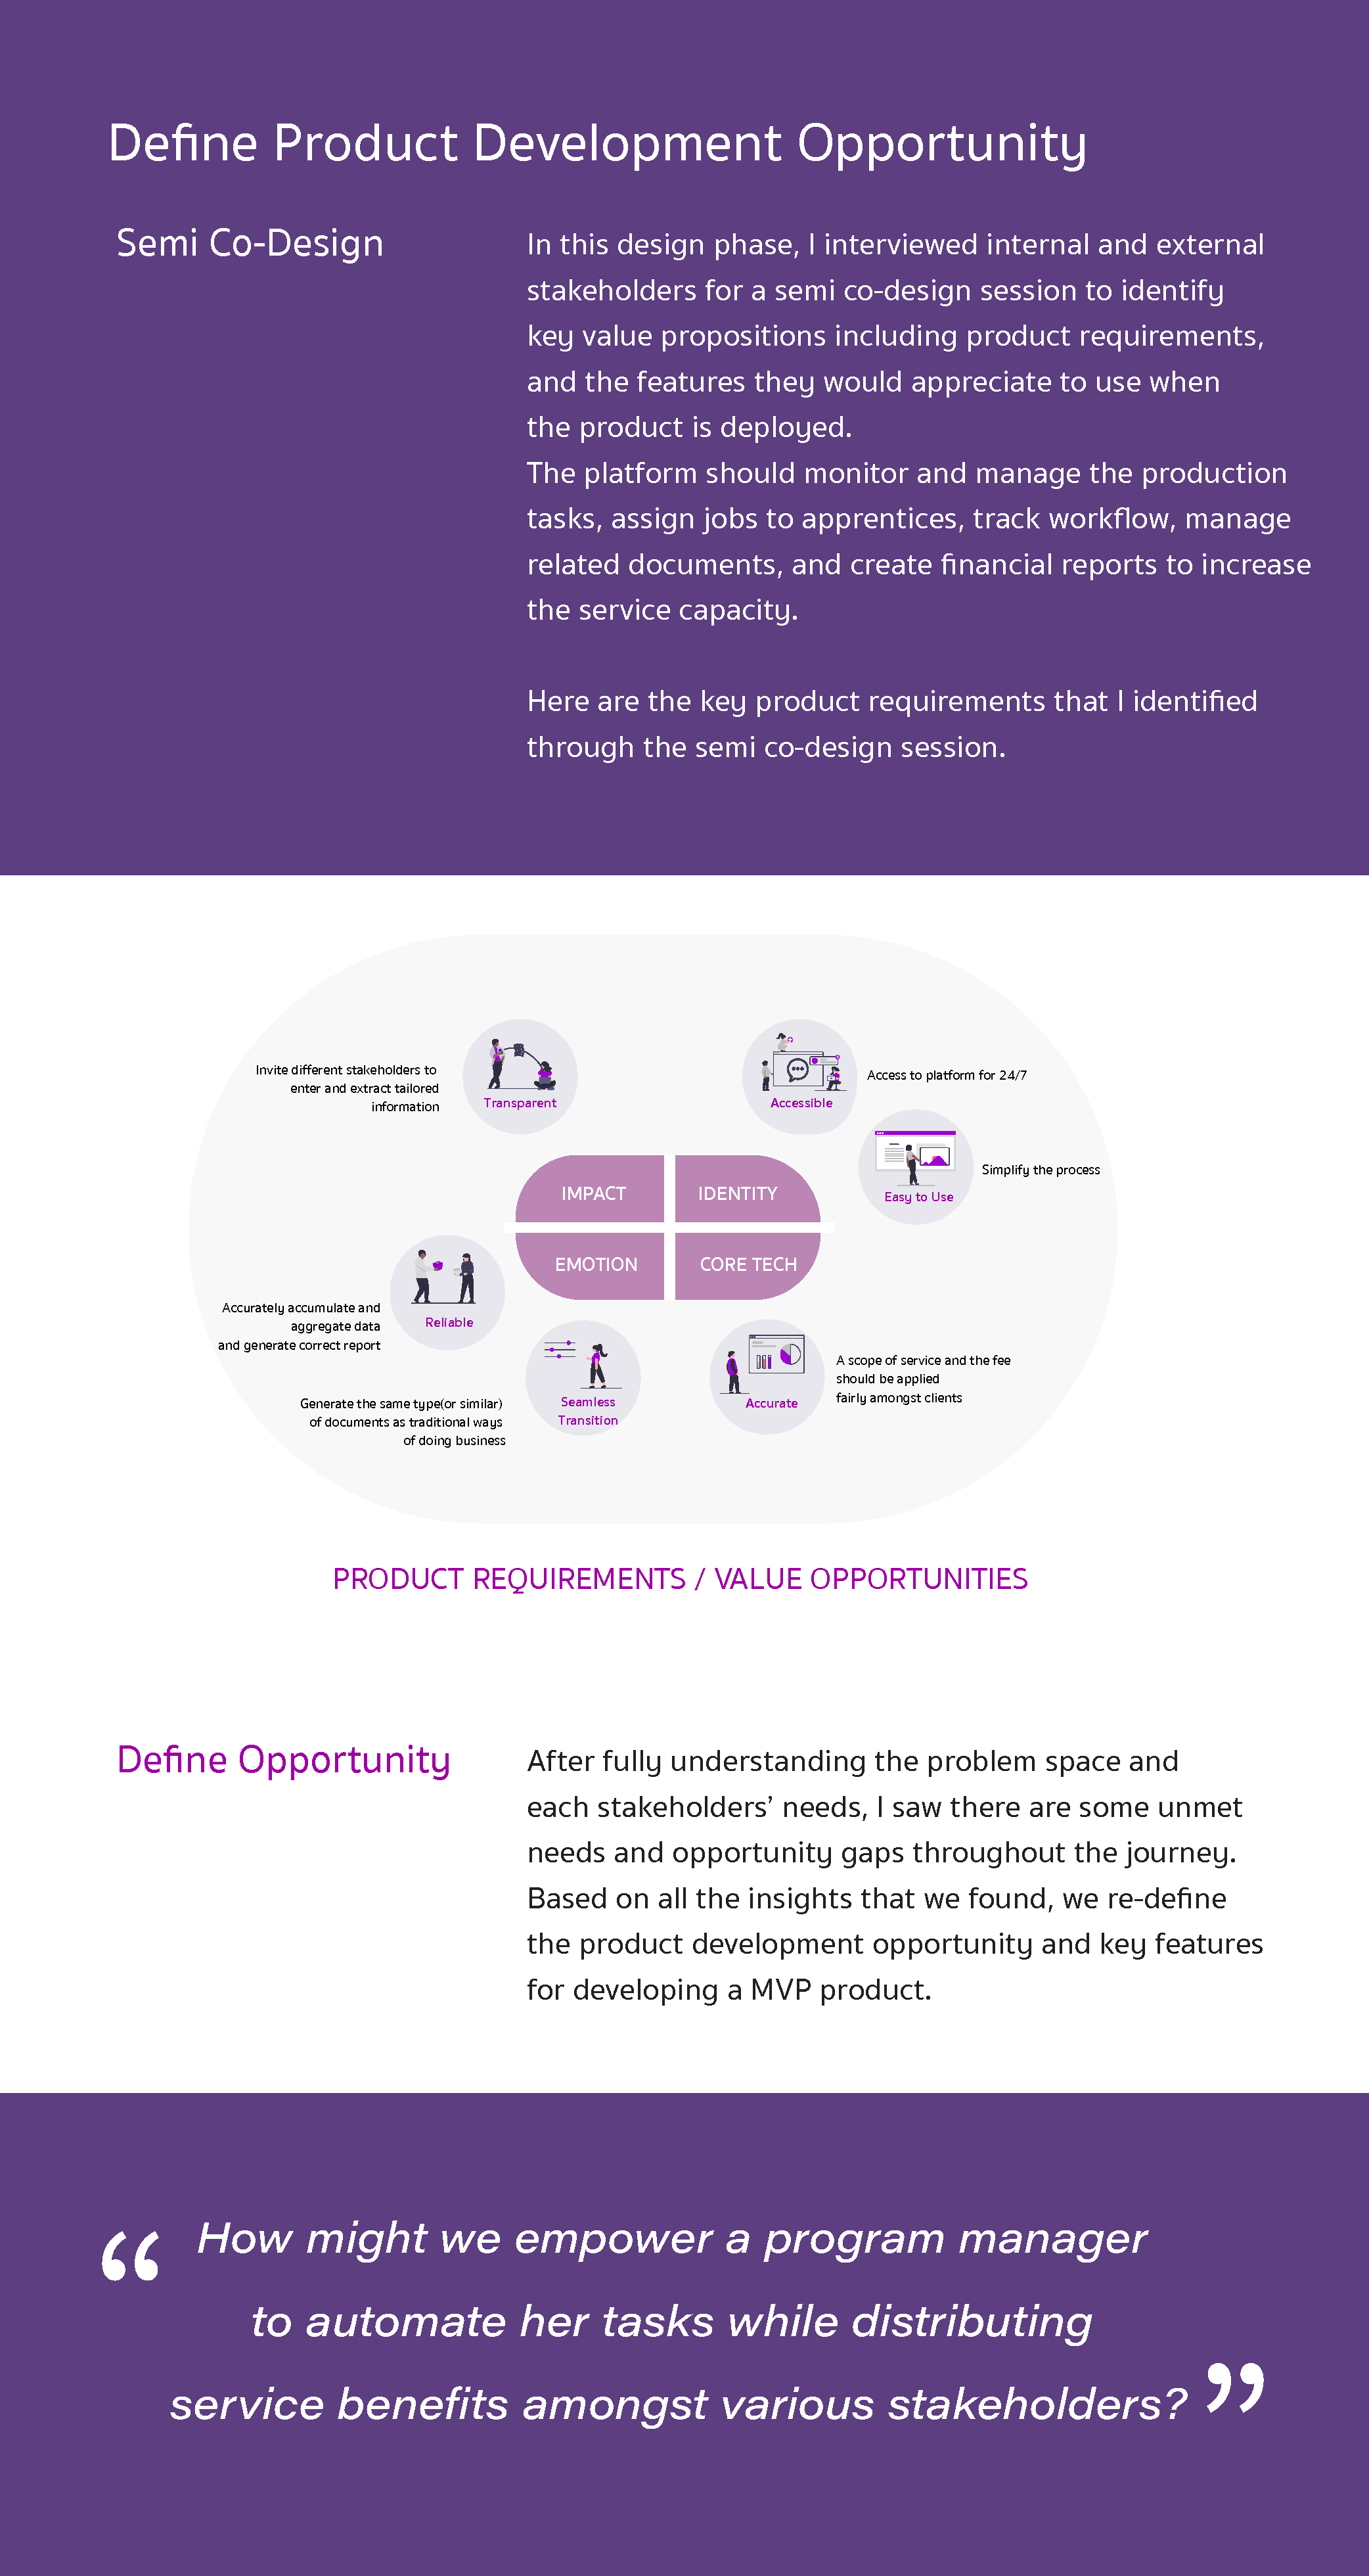 Define Product Development Opportunity
Semi Co-Design
In this design phase, I interviewed internal and external
stakeholders for a semi co-design session to identify
key value propositions including product requirements,
and the features they would appreciate to use when
the product is deployed.
The platform should monitor and manage the production
tasks, assign jobs to apprentices, track workflow, manage
related documents, and create financial reports to increase
the service capacity.
Here are the key product requirements that I identified
through the semi co-design session.
Invite different stakeholders to
enter and extract tailored
information
Transparent
Accessible
Access to platform for 24/7
Simplify the process
Easy to Use
IMPACT
IDENTITY
EMOTION
CORE TECH
Accurately accumulate and
aggregate data
and generate correct report
Reliable
Generate the same type(or similar)
of documents as traditional ways
of doing business
Seamless
Transition
Accurate
A scope of service and the fee
should be applied
fairly amongst clients
PRODUCT REQUIREMENTS / VALUE OPPORTUNITIES
Define Opportunity
After fully understanding the problem space and
each stakeholders’ needs, I saw there are some unmet
needs and opportunity gaps throughout the journey.
Based on all the insights that we found, we re-define
the product development opportunity and key features
for developing a MVP product.
“ How might we empower a program manager
to automate her tasks while distributing
service benefits amongst various stakeholders? ”